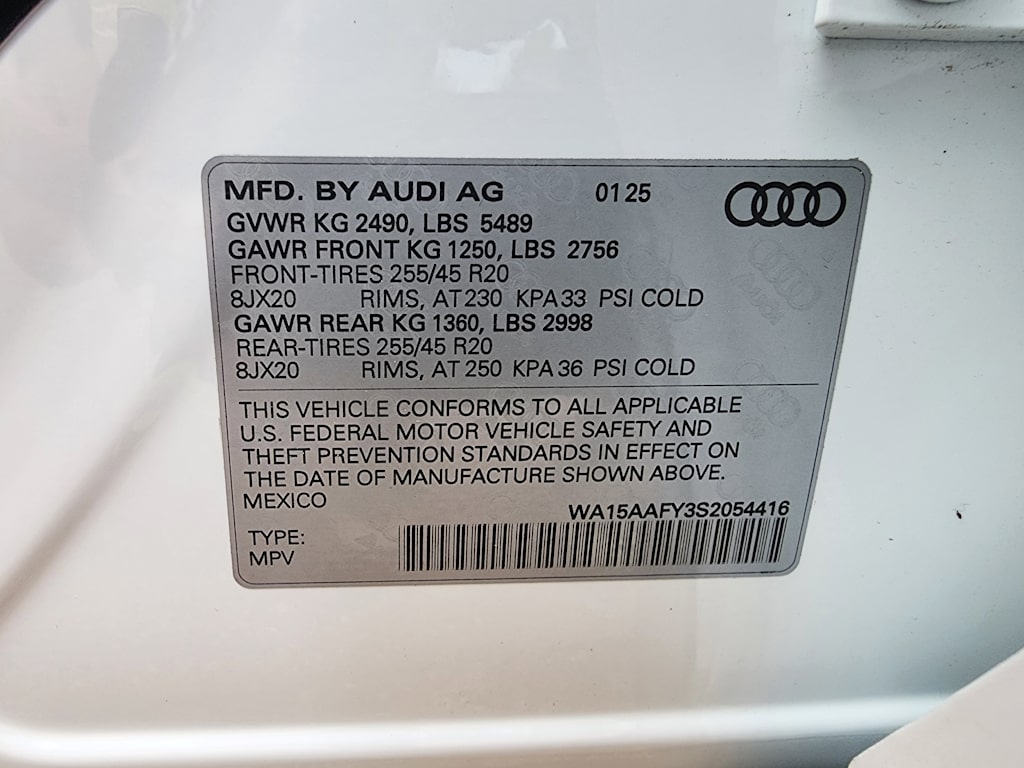 MFD. BY AUDI AG 01 25
GVWR KG 2490, LBS 5489
GAWR FRONT KG 1250, LBS 2756
FRONT-TIRES 255/45 R20
8JX20 RIMS, AT 230 KPA 33 PSI COLD
GAWR REAR KG 1360, LBS 2998
REAR-TIRES 255/45 R20
8JX20 RIMS, AT 250 KPA 36 PSI COLD
THIS VEHICLE CONFORMS TO ALL APPLICABLE
U.S. FEDERAL MOTOR VEHICLE SAFETY AND
THEFT PREVENTION STANDARDS IN EFFECT ON
THE DATE OF MANUFACTURE SHOWN ABOVE.
MEXICO
WA15AAFY3S2054416
TYPE:
MPV